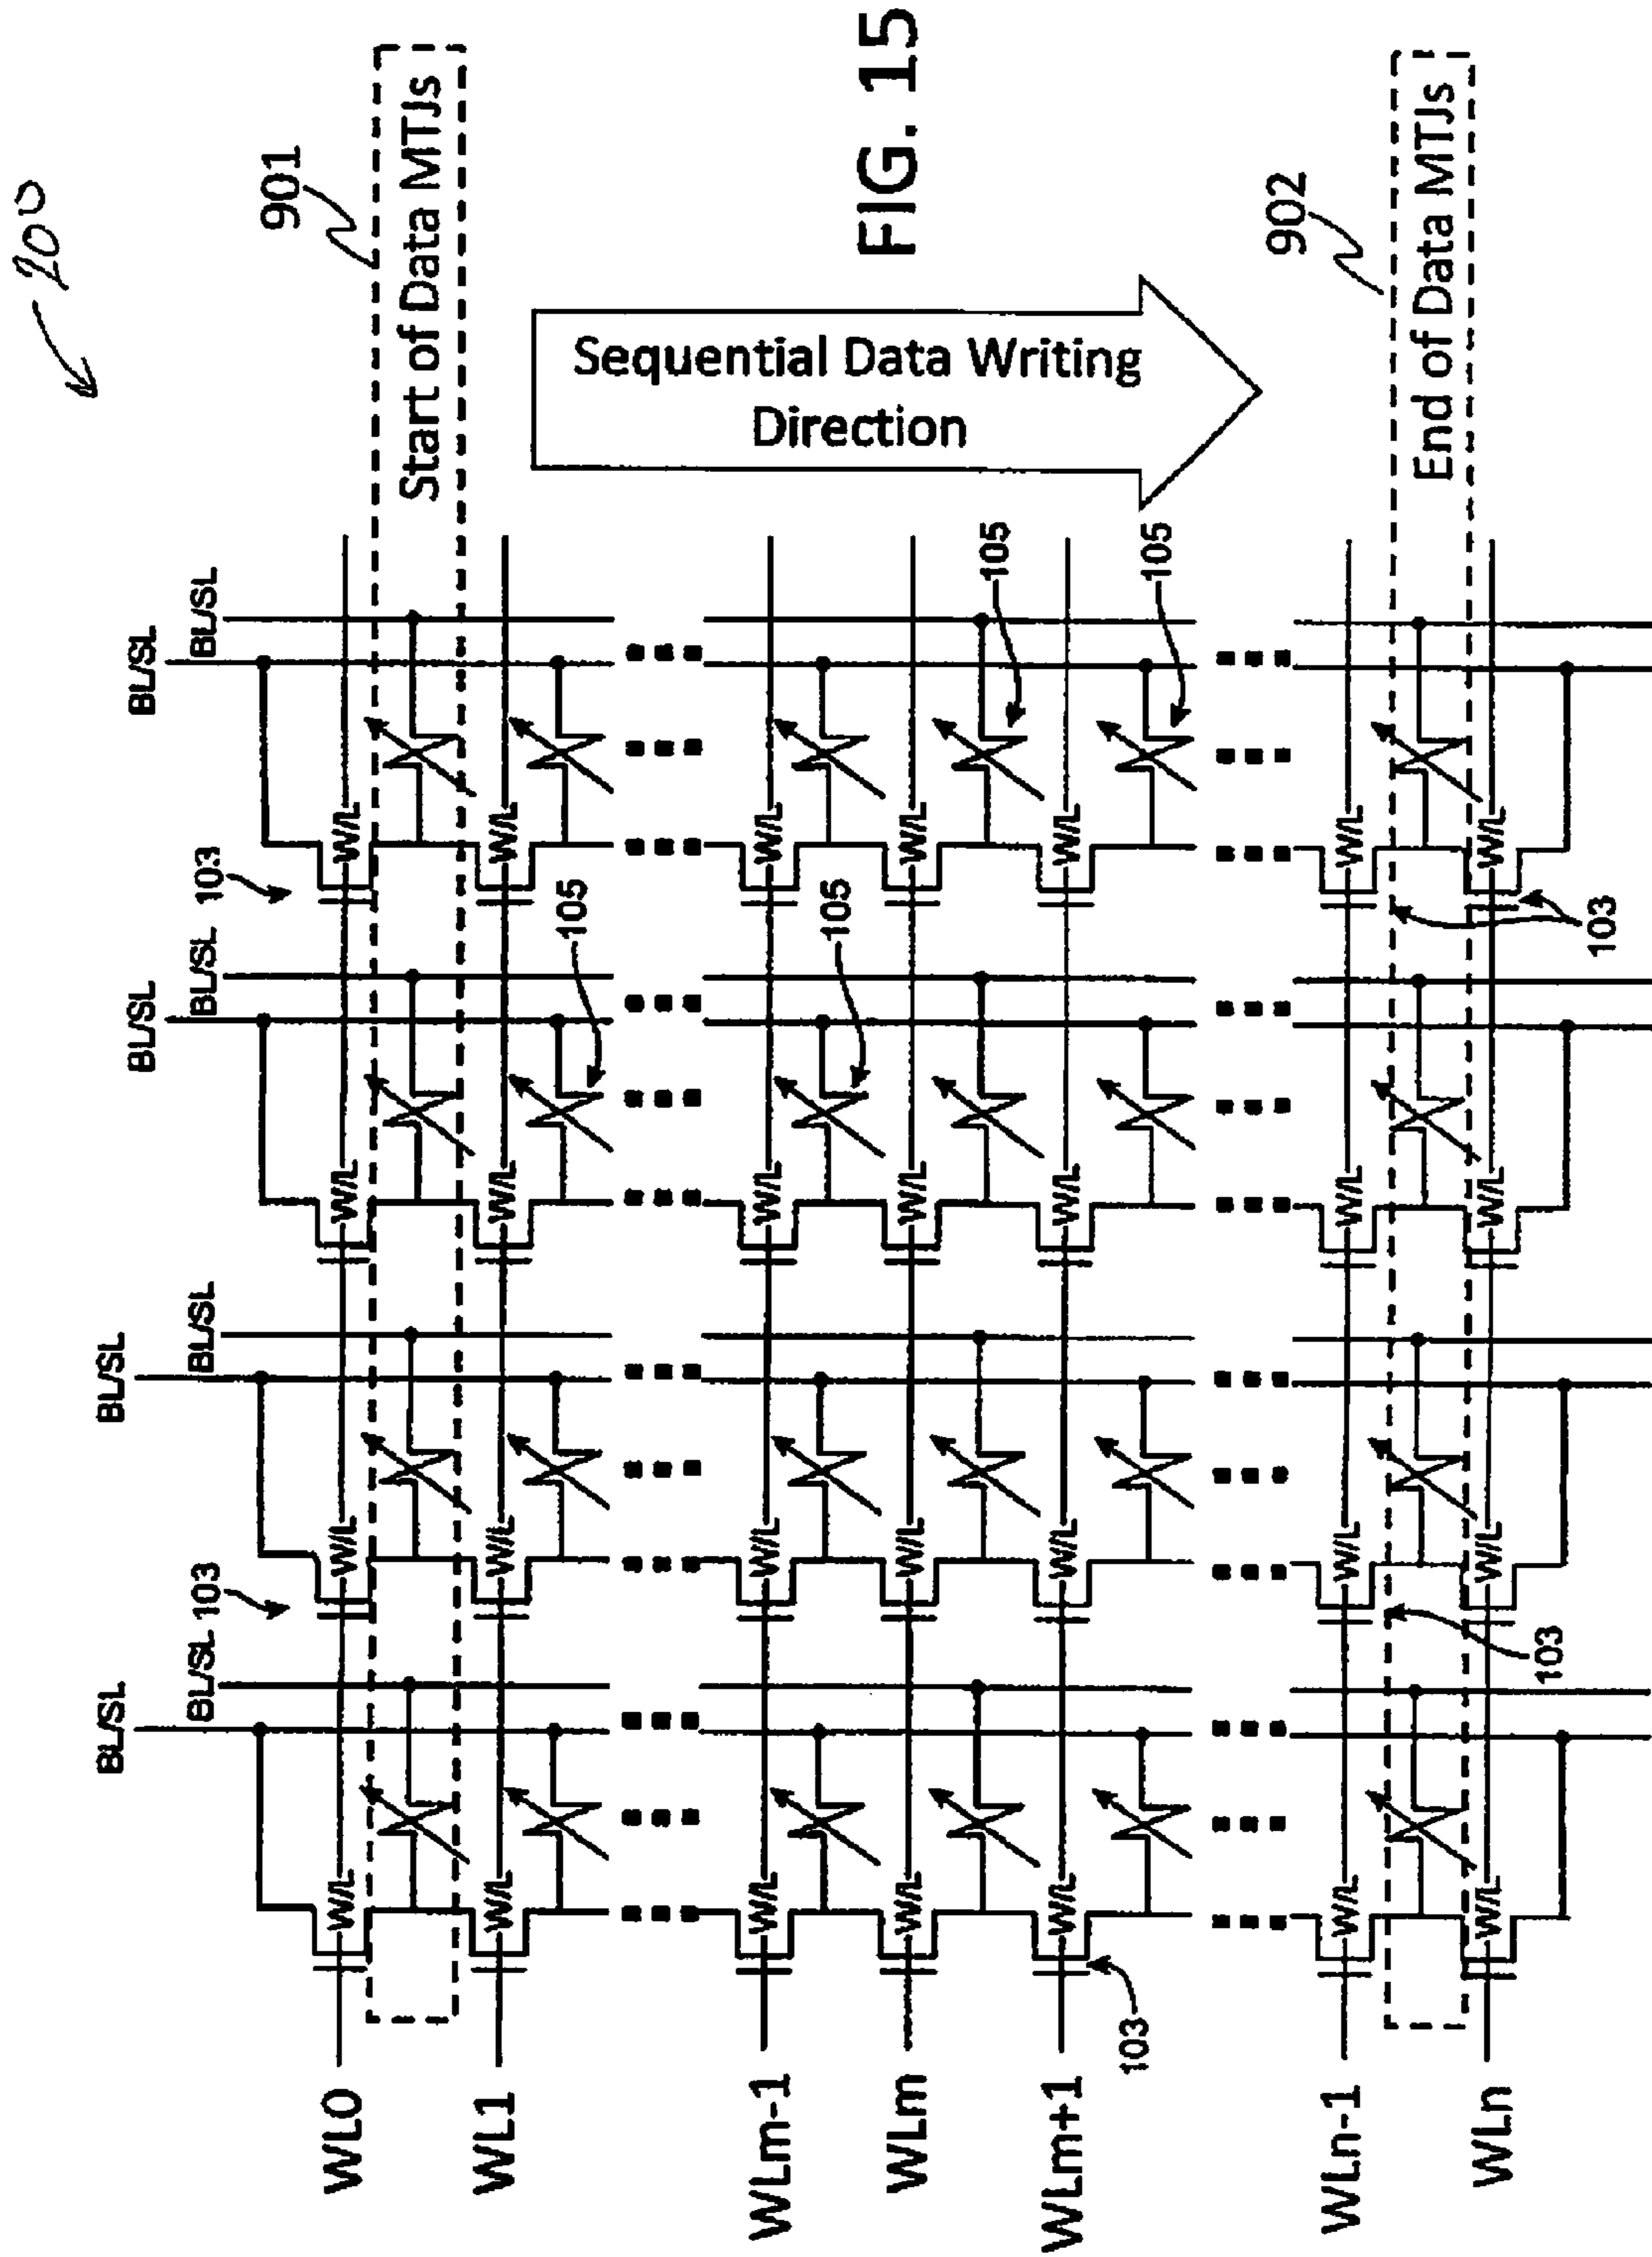 200
BL/SL BL/SL BL/SL BL/SL
BL/SL 103 BL/SL BL/SL 103 BL/SL
901
WL0 W/L W/L W/L W/L
Start of Data MTJs
WL1 W/L W/L W/L W/L
105
Sequential Data Writing
Direction
WLm-1 W/L W/L W/L W/L
105
FIG. 15
WLm W/L W/L W/L W/L
105
WLm+1 W/L W/L W/L W/L
103
105
902
WLn-1 W/L W/L W/L W/L
End of Data MTJs
WLn W/L W/L W/L W/L
103
103